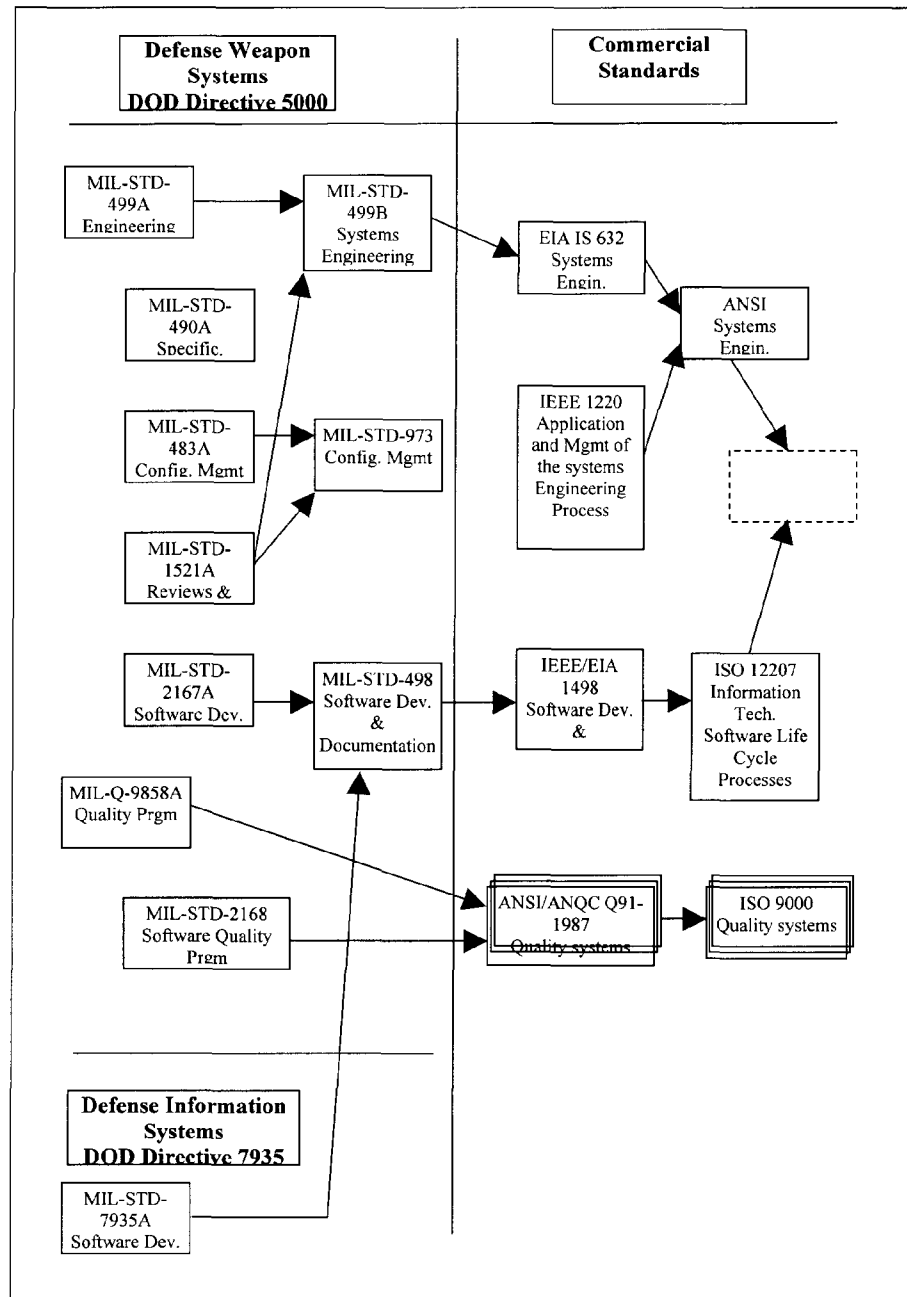 Defense Weapon
Systems
DOD Directive 5000
Commercial
Standards
MIL-STD-
499A
Engineering
MIL-STD-
499B
Systems
Engineering
EIA IS 632
Systems
Engin.
ANSI
Systems
Engin.
MIL-STD-
490A
Specific.
MIL-STD-
483A
Config. Mgmt
MIL-STD-973
Config. Mgmt
IEEE 1220
Application
and Mgmt of
the systems
Engineering
Process
MIL-STD-
1521A
Reviews &
MIL-STD-
2167A
Software Dev.
MIL-STD-498
Software Dev.
&
Documentation
IEEE/EIA
1498
Software Dev.
&
ISO 12207
Information
Tech.
Software Life
Cycle
Processes
MIL-Q-9858A
Quality Prgm
MIL-STD-2168
Software Quality
Prgm
ANSI/ANQC Q91-
1987
Quality systems
ISO 9000
Quality systems
Defense Information
Systems
DOD Directive 7935
MIL-STD-
7935A
Software Dev.